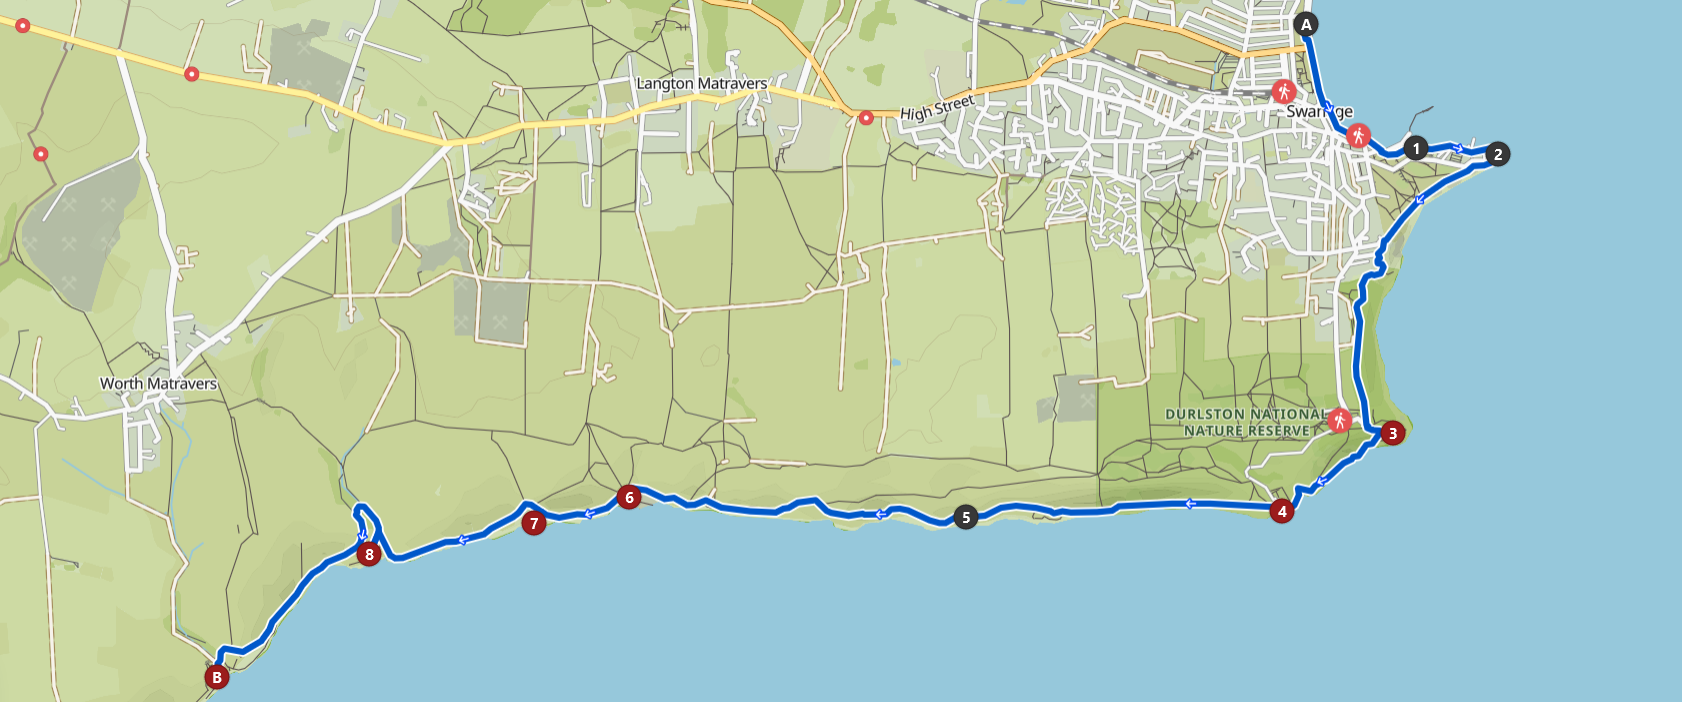 A
Langton Matravers
High Street
Swanage
1
2
Worth Matravers
DURLSTON NATIONAL
NATURE RESERVE
3
6
4
5
7
8
B